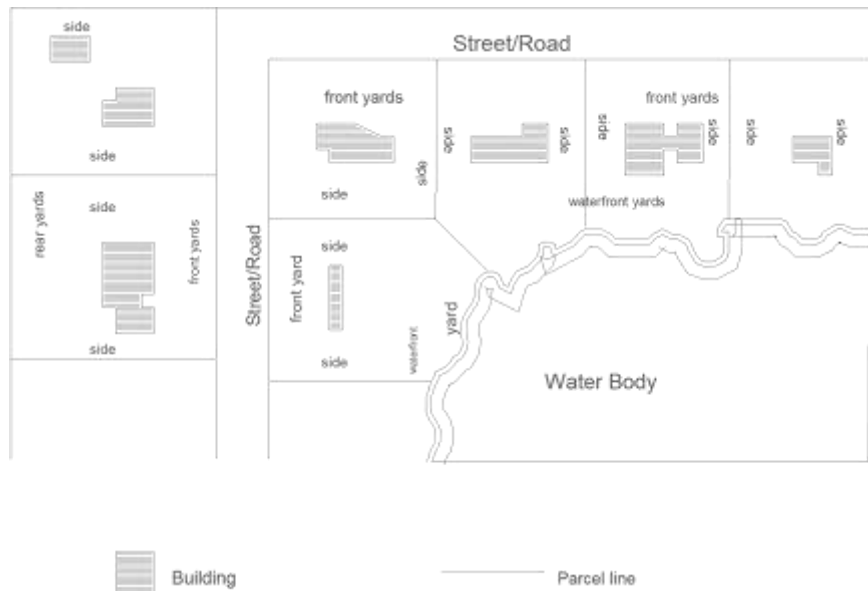 side
Street/Road
front yards
front yards
side
side
side
side
side
side
side
side
side
rear yards
side
front yards
waterfront yards
side
Street/Road
front yard
side
waterfront
yard
side
Water Body
Building
Parcel line